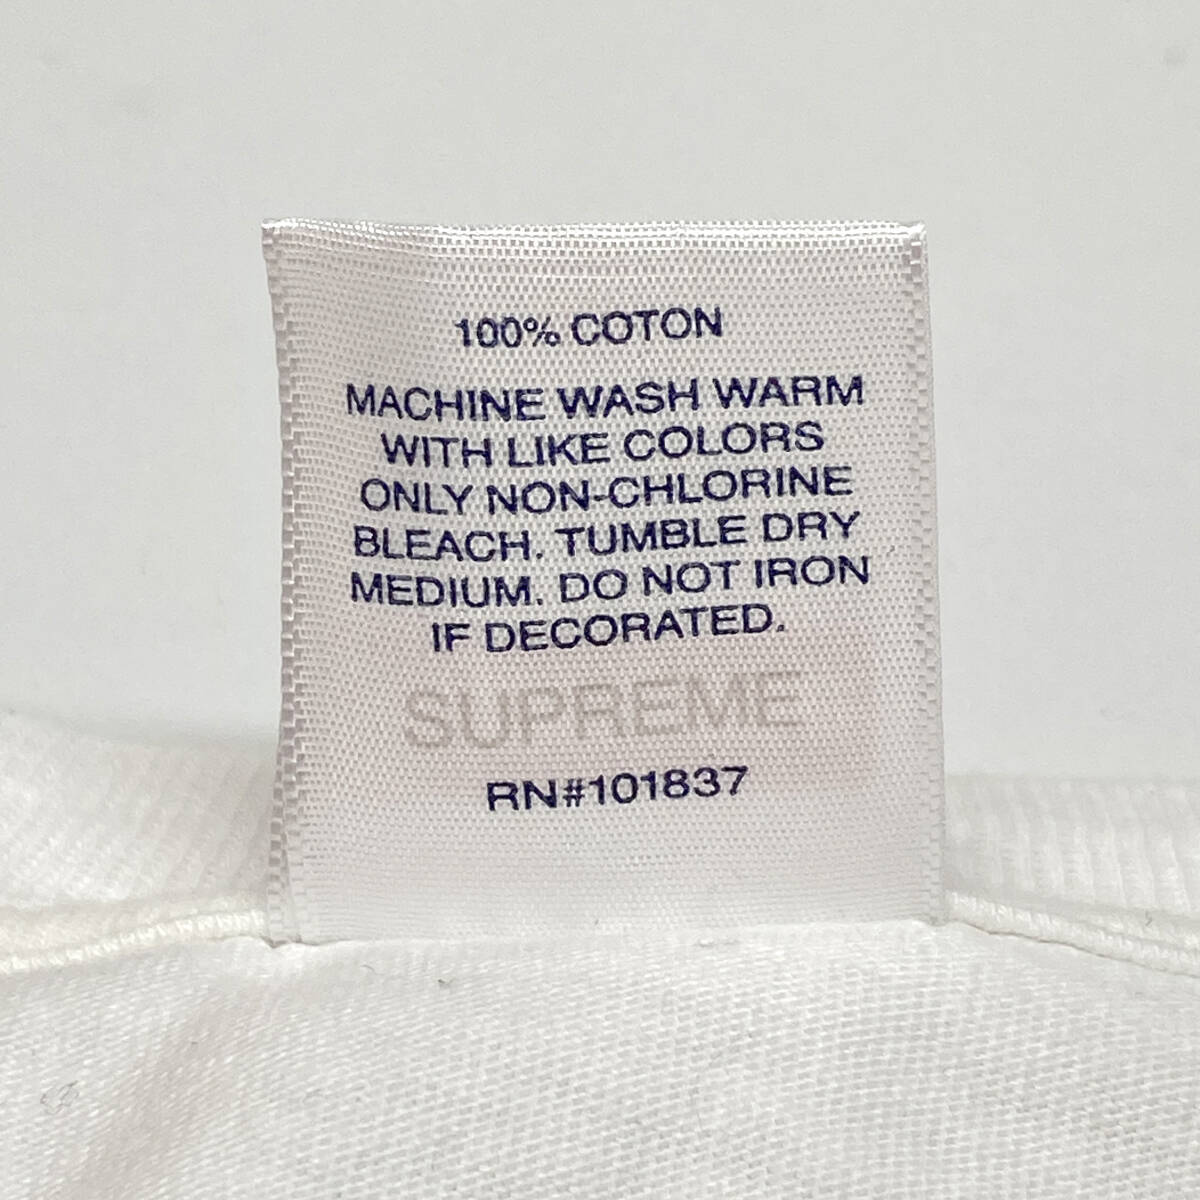 100% COTON
MACHINE WASH WARM
WITH LIKE COLORS
ONLY NON-CHLORINE
BLEACH. TUMBLE DRY
MEDIUM. DO NOT IRON
IF DECORATED.
SUPREME
RN#101837